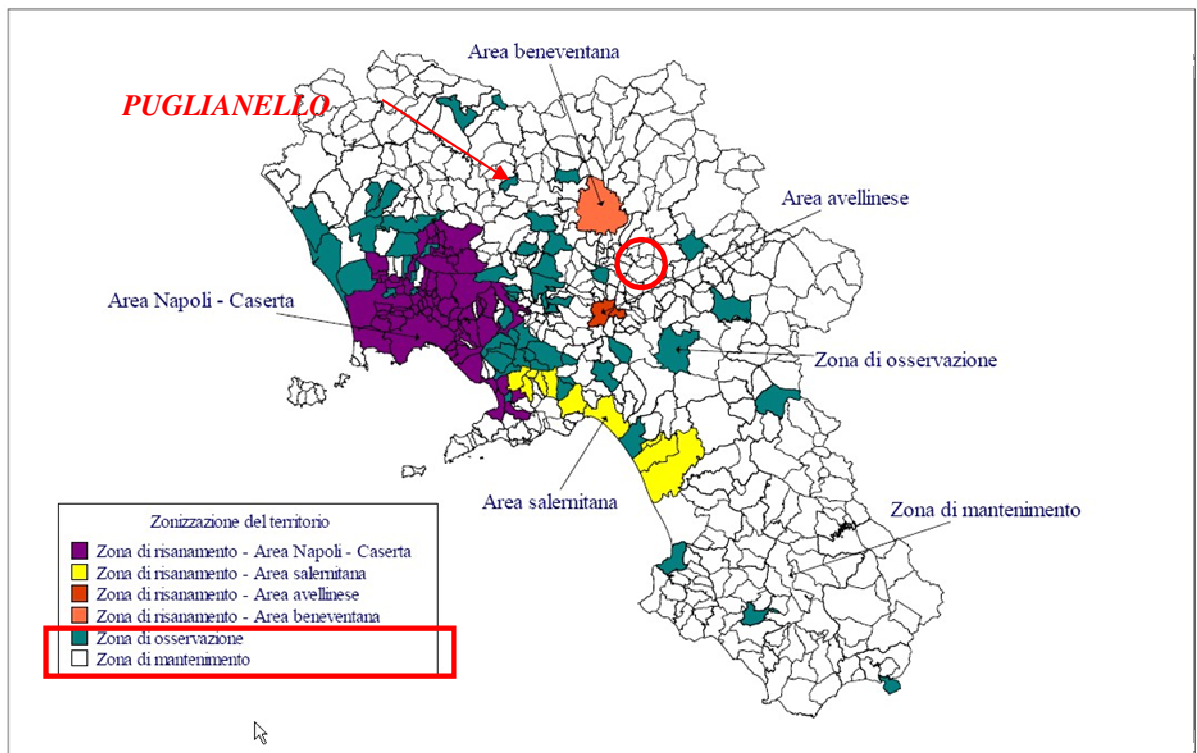 Area beneventana
PUGLIANELLO
Area avellinese
Area Napoli - Caserta
Zona di osservazione
Area salernitana
Zona di mantenimento
Zonizzazione del territorio
Zona di risanamento - Area Napoli - Caserta
Zona di risanamento - Area salernitana
Zona di risanamento - Area avellinese
Zona di risanamento - Area beneventana
Zona di osservazione
Zona di mantenimento